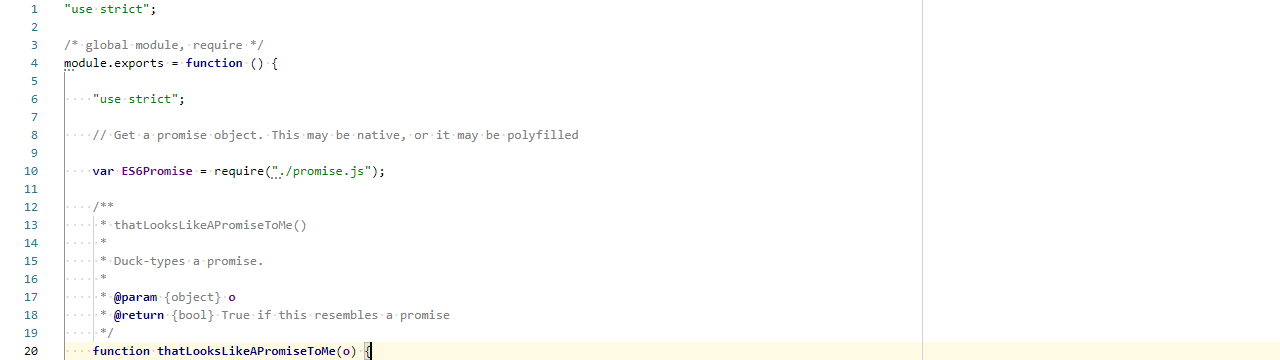 1 "use strict";
2
3 /* global module, require */
4 module.exports = function () {
5
6     "use strict";
7
8     // Get a promise object. This may be native, or it may be polyfilled
9
10     var ES6Promise = require("./promise.js");
11
12     /**
13      * thatLooksLikeAPromiseToMe()
14      *
15      * Duck-types a promise.
16      *
17      * @param {object} o
18      * @return {bool} True if this resembles a promise
19      */
20     function thatLooksLikeAPromiseToMe(o) {